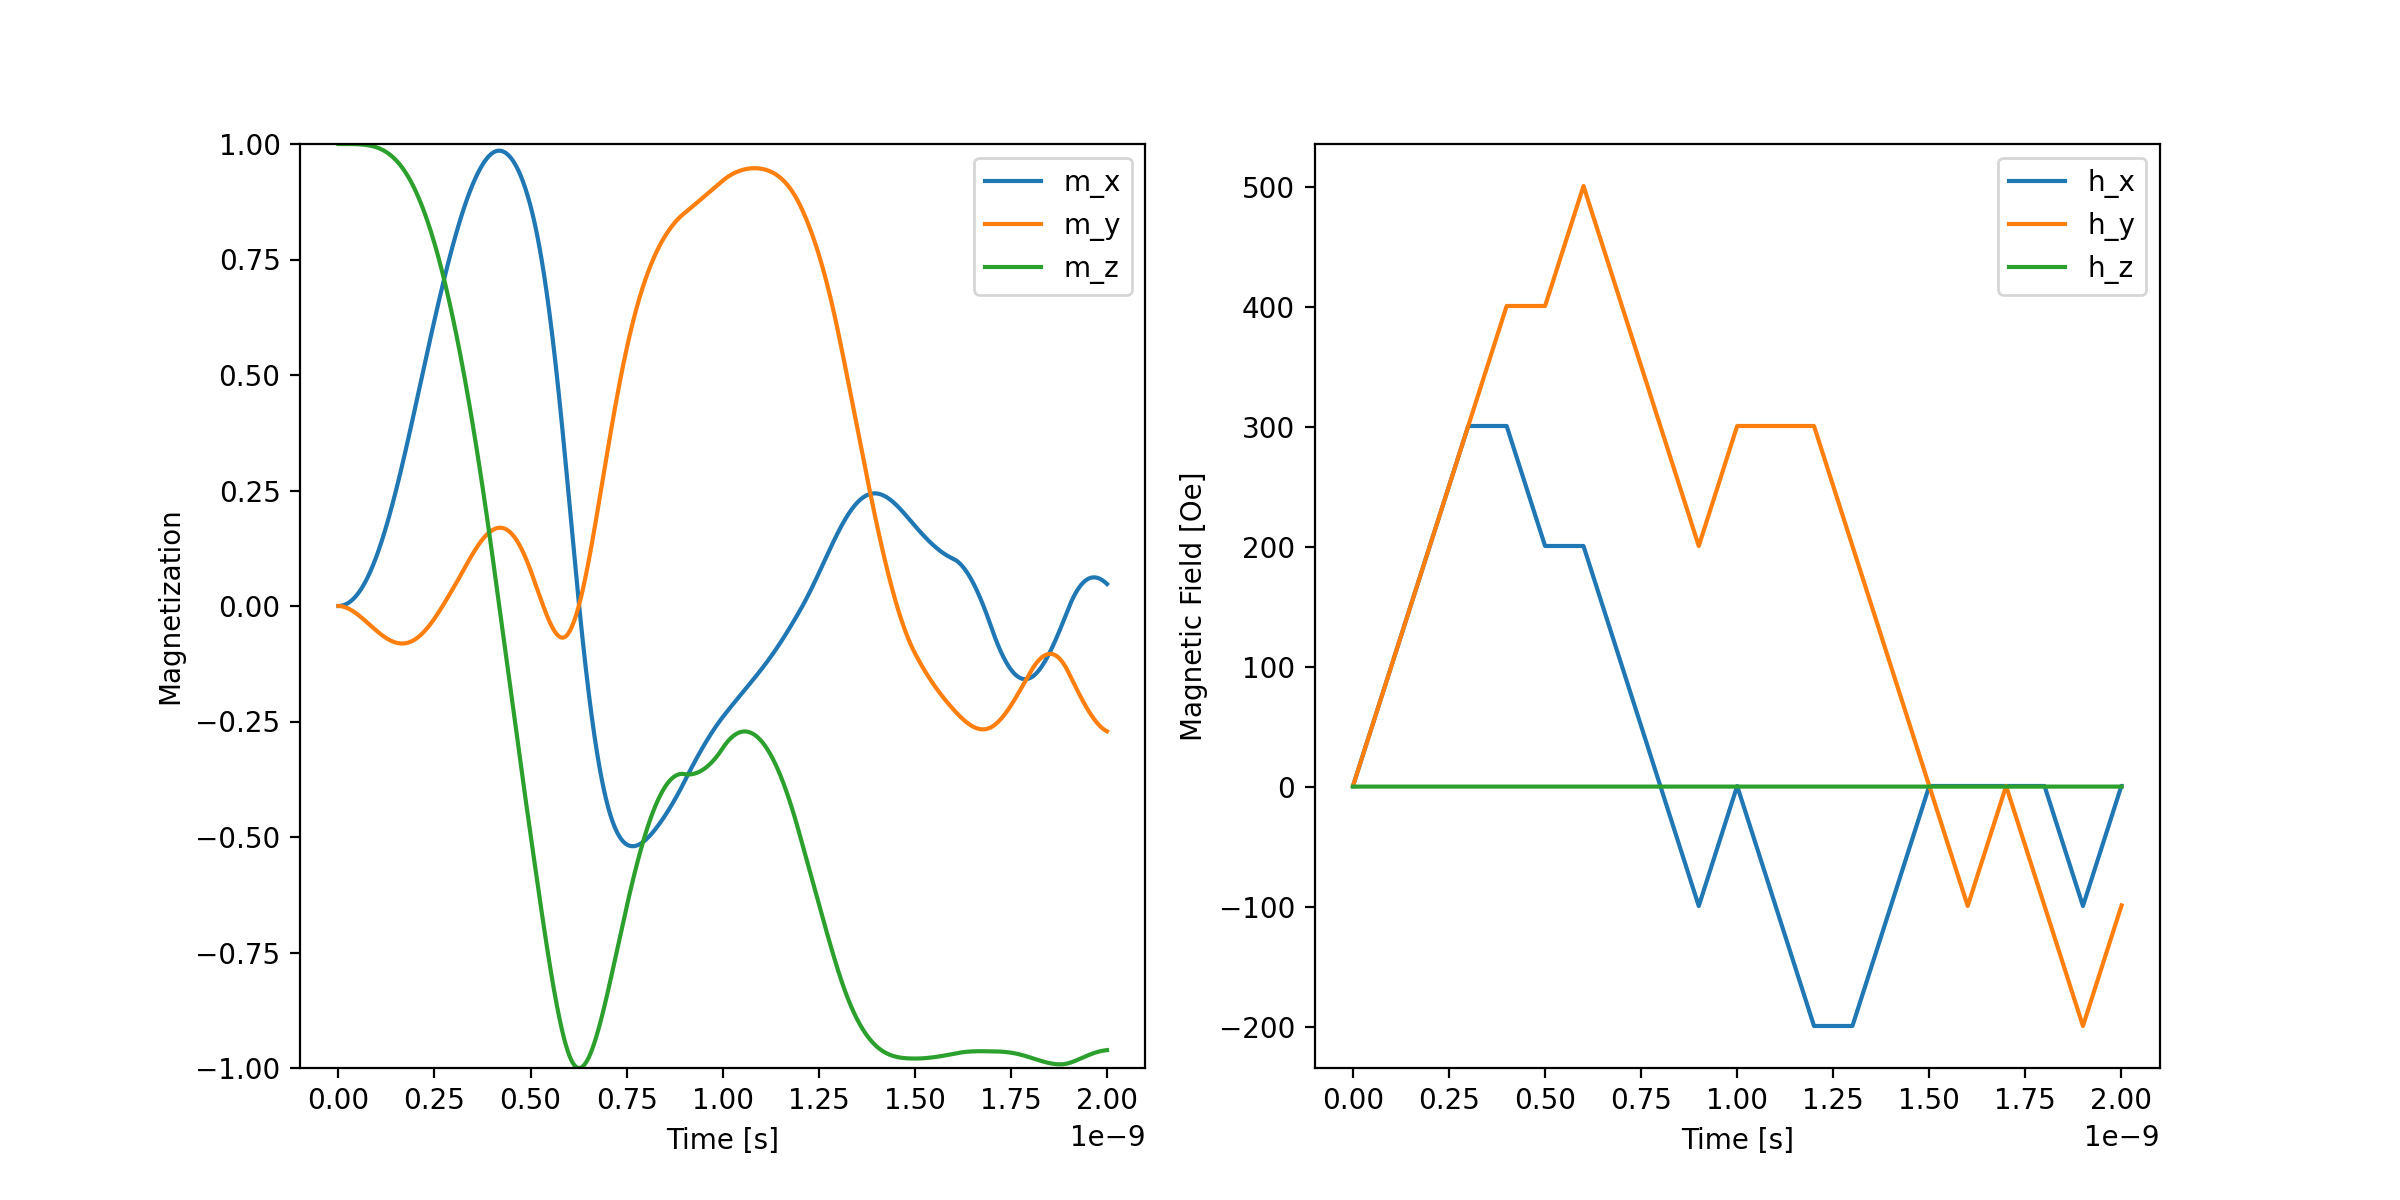 1.00
0.75
0.50
0.25
0.00
−0.25
−0.50
−0.75
−1.00
Magnetization
0.00 0.25 0.50 0.75 1.00 1.25 1.50 1.75 2.00
Time [s]
1e−9
m_x
m_y
m_z
500
400
300
200
100
0
−100
−200
Magnetic Field [Oe]
0.00 0.25 0.50 0.75 1.00 1.25 1.50 1.75 2.00
Time [s]
1e−9
h_x
h_y
h_z